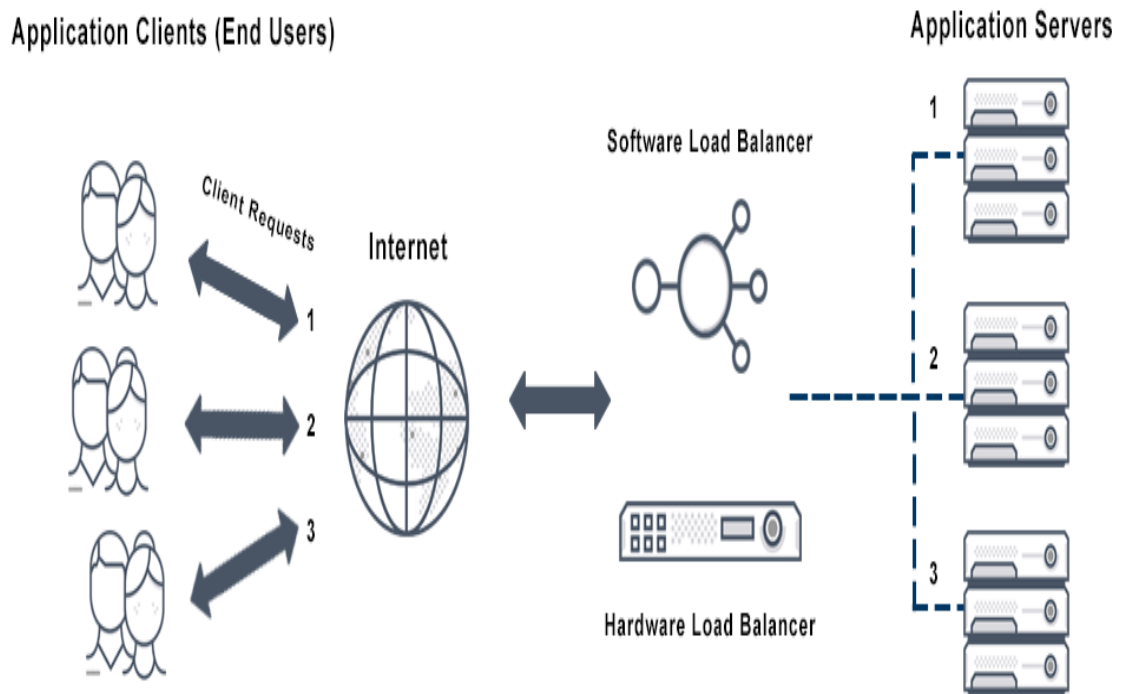 Application Clients (End Users)
Application Servers
Client Requests
Internet
Software Load Balancer
Hardware Load Balancer
1
2
3
1
2
3